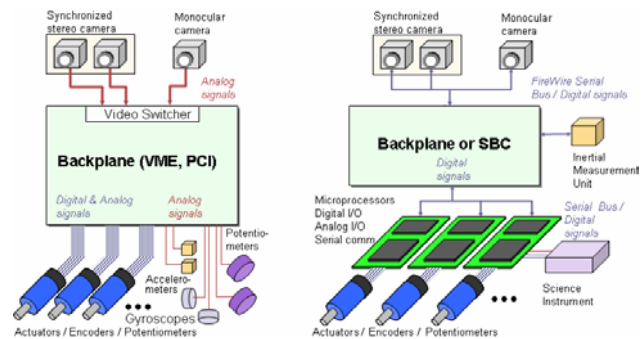 Synchronized
stereo camera
Monocular
camera
Analog
signals
Video Switcher
Backplane (VME, PCI)
Digital & Analog
signals
Analog
signals
Potentio-
meters
Accelero-
meters
Gyroscopes
Actuators / Encoders / Potentiometers
Synchronized
stereo camera
Monocular
camera
FireWire Serial
Bus / Digital signals
Backplane or SBC
Digital
signals
Inertial
Measurement
Unit
Microprocessors
Digital I/O
Analog I/O
Serial comm
Serial Bus /
Digital
signals
Science
Instrument
Actuators / Encoders / Potentiometers